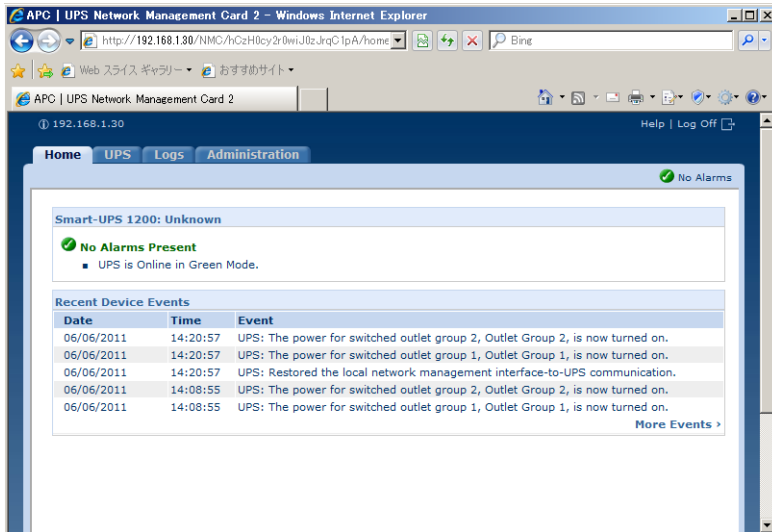 APC | UPS Network Management Card 2 - Windows Internet Explorer
http://192.168.1.30/NMC/hCzH0cy2r0wiJ0zJrqC1pA/home
Bing
Web スライス ギャラリー
おすすめサイト
APC | UPS Network Management Card 2
192.168.1.30
Help | Log Off
Home UPS Logs Administration
No Alarms
Smart-UPS 1200: Unknown
No Alarms Present
UPS is Online in Green Mode.
Recent Device Events
Date Time Event
06/06/2011 14:20:57 UPS: The power for switched outlet group 2, Outlet Group 2, is now turned on.
06/06/2011 14:20:57 UPS: The power for switched outlet group 1, Outlet Group 1, is now turned on.
06/06/2011 14:20:57 UPS: Restored the local network management interface-to-UPS communication.
06/06/2011 14:08:55 UPS: The power for switched outlet group 2, Outlet Group 2, is now turned on.
06/06/2011 14:08:55 UPS: The power for switched outlet group 1, Outlet Group 1, is now turned on.
More Events ›